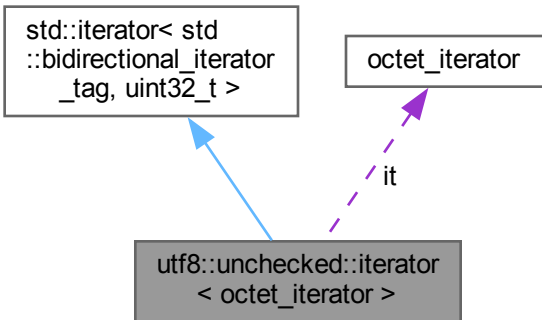 std::iterator< std
::bidirectional_iterator
_tag, uint32_t >
octet_iterator
it
utf8::unchecked::iterator
< octet_iterator >